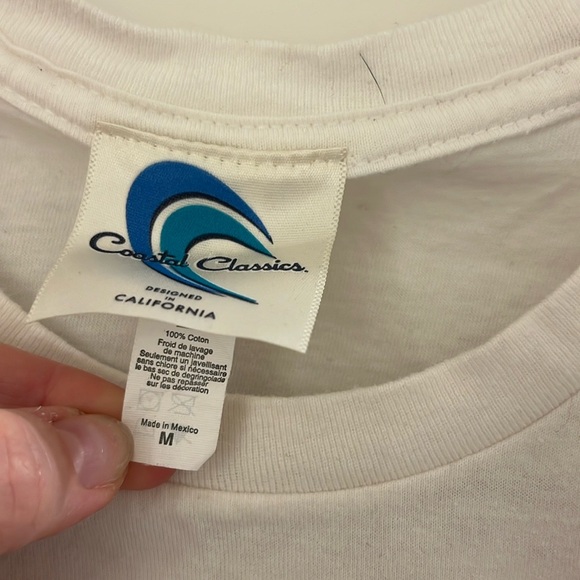 Coastal Classics.
DESIGNED
IN
CALIFORNIA
100% Coton
Froid de lavage
de machine
Seulement un javellisant
sans chlore si nécessaire
le bas sec de degringolade
Ne pas repasser
sur les décoration
Made in Mexico
M